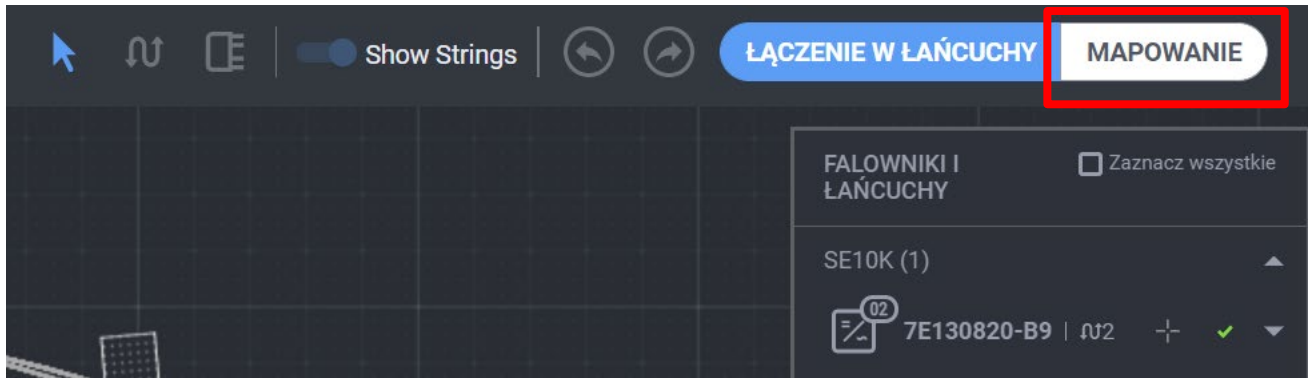 Show Strings
ŁĄCZENIE W ŁAŃCUCHY
MAPOWANIE
FALOWNIKI I
ŁAŃCUCHY
Zaznacz wszystkie
SE10K (1)
02
7E130820-B9 | 2